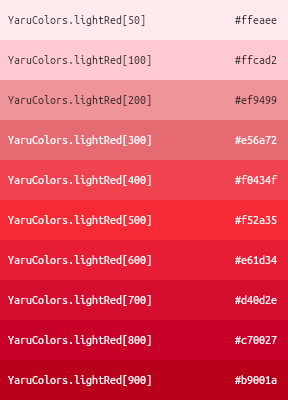 YaruColors.lightRed[50] #ffeaee
YaruColors.lightRed[100] #ffcad2
YaruColors.lightRed[200] #ef9499
YaruColors.lightRed[300] #e56a72
YaruColors.lightRed[400] #f0434f
YaruColors.lightRed[500] #f52a35
YaruColors.lightRed[600] #e61d34
YaruColors.lightRed[700] #d40d2e
YaruColors.lightRed[800] #c70027
YaruColors.lightRed[900] #b9001a